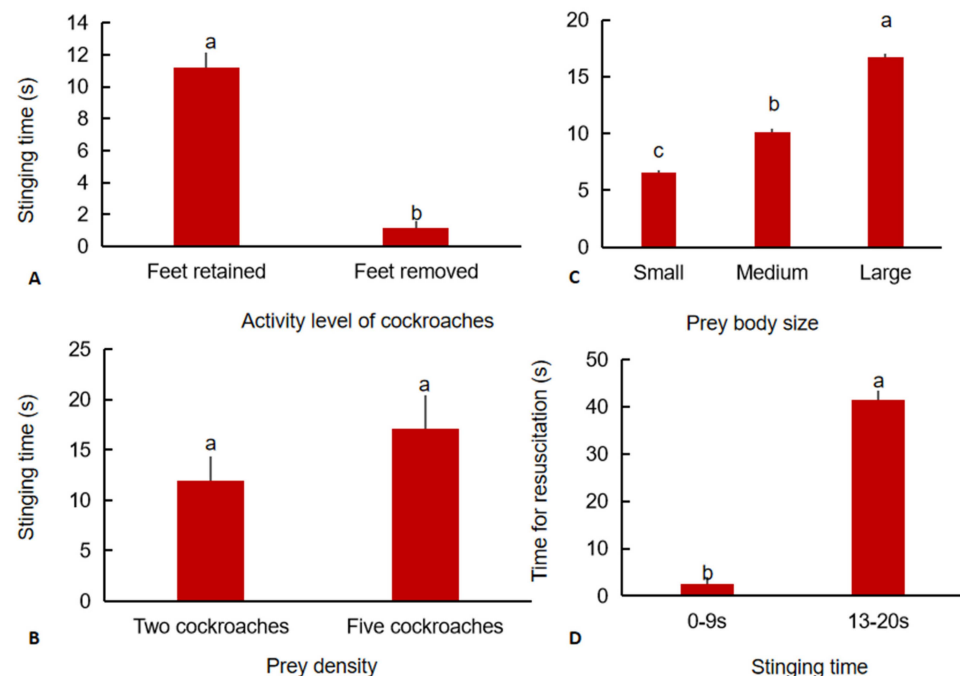 14
12
10
8
6
4
2
0
Stinging time (s)
a
b
Feet retained Feet removed
A
Activity level of cockroaches
20
15
10
5
0
c
b
a
Small Medium Large
C
Prey body size
25
20
15
10
5
0
Stinging time (s)
a
a
Two cockroaches Five cockroaches
B
Prey density
50
40
30
20
10
0
Time for resuscitation (s)
b
a
0-9s 13-20s
D
Stinging time